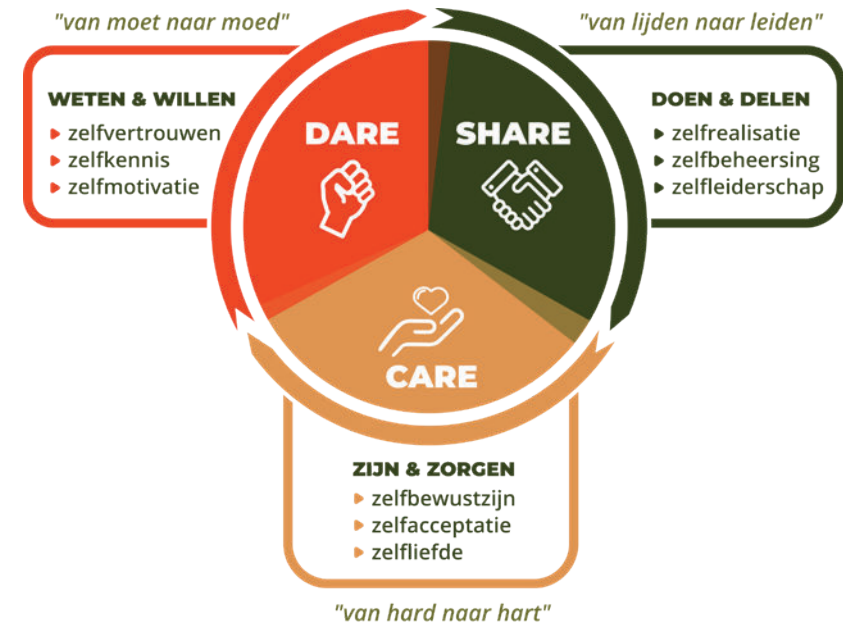 "van moet naar moed"
WETEN & WILLEN
zelfvertrouwen
zelfkennis
zelfmotivatie
DARE
SHARE
"van lijden naar leiden"
DOEN & DELEN
zelfrealisatie
zelfbeheersing
zelfleiderschap
CARE
ZIJN & ZORGEN
zelfbewustzijn
zelfacceptatie
zelfliefde
"van hard naar hart"